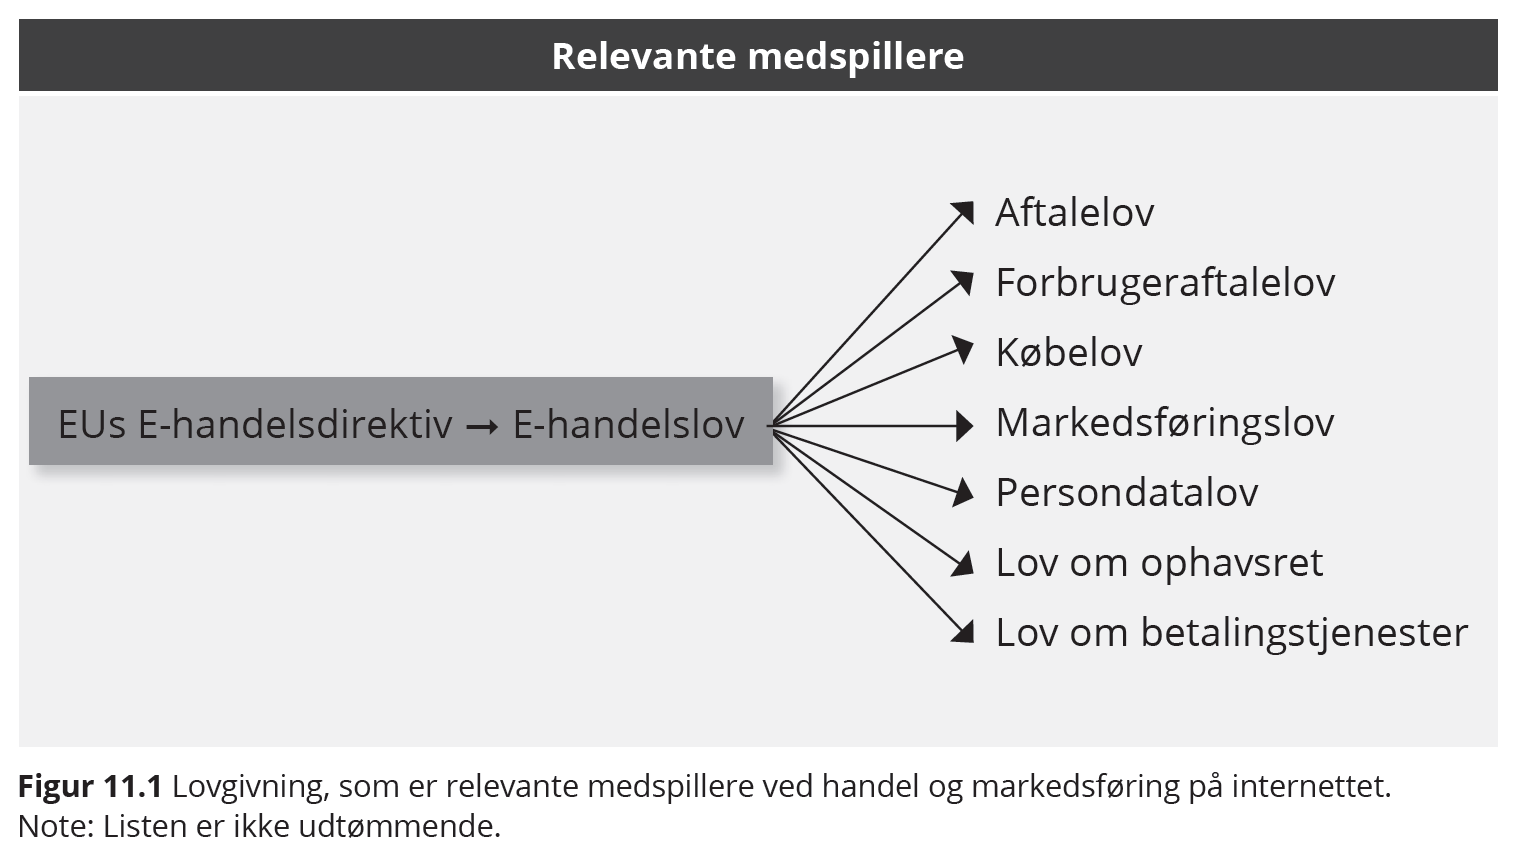 Relevante medspillere
Aftalelov
Forbrugeraftalelov
Købelov
EUs E-handelsdirektiv → E-handelslov
Markedsføringslov
Persondatalov
Lov om ophavsret
Lov om betalingstjenester
Figur 11.1 Lovgivning, som er relevante medspillere ved handel og markedsføring på internettet.
Note: Listen er ikke udtømmende.